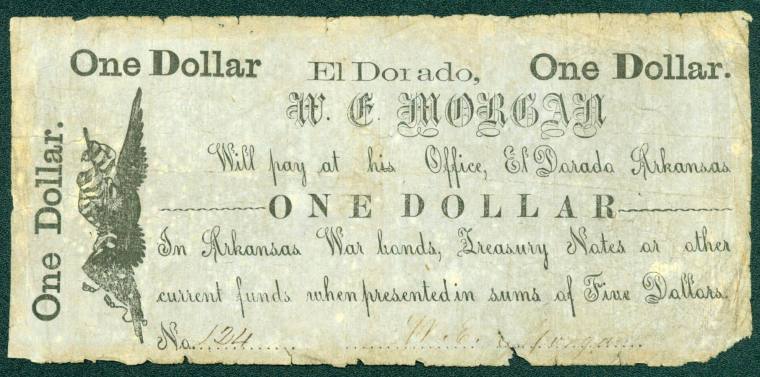 One Dollar El Dorado, One Dollar.
W. E. MORGAN
Will pay at his Office, El Dorado Arkansas
ONE DOLLAR
In Arkansas War bonds, Treasury Notes or other
current funds when presented in sums of Five Dollars.
No. 124 W. E. Morgan
One Dollar.